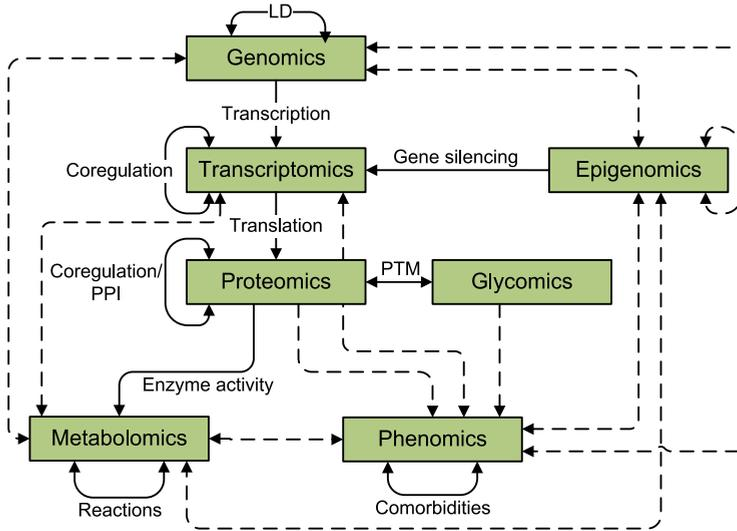 LD
Genomics
Transcription
Coregulation
Transcriptomics
Gene silencing
Epigenomics
Translation
Coregulation/
PPI
Proteomics
PTM
Glycomics
Enzyme activity
Metabolomics
Phenomics
Reactions
Comorbidities